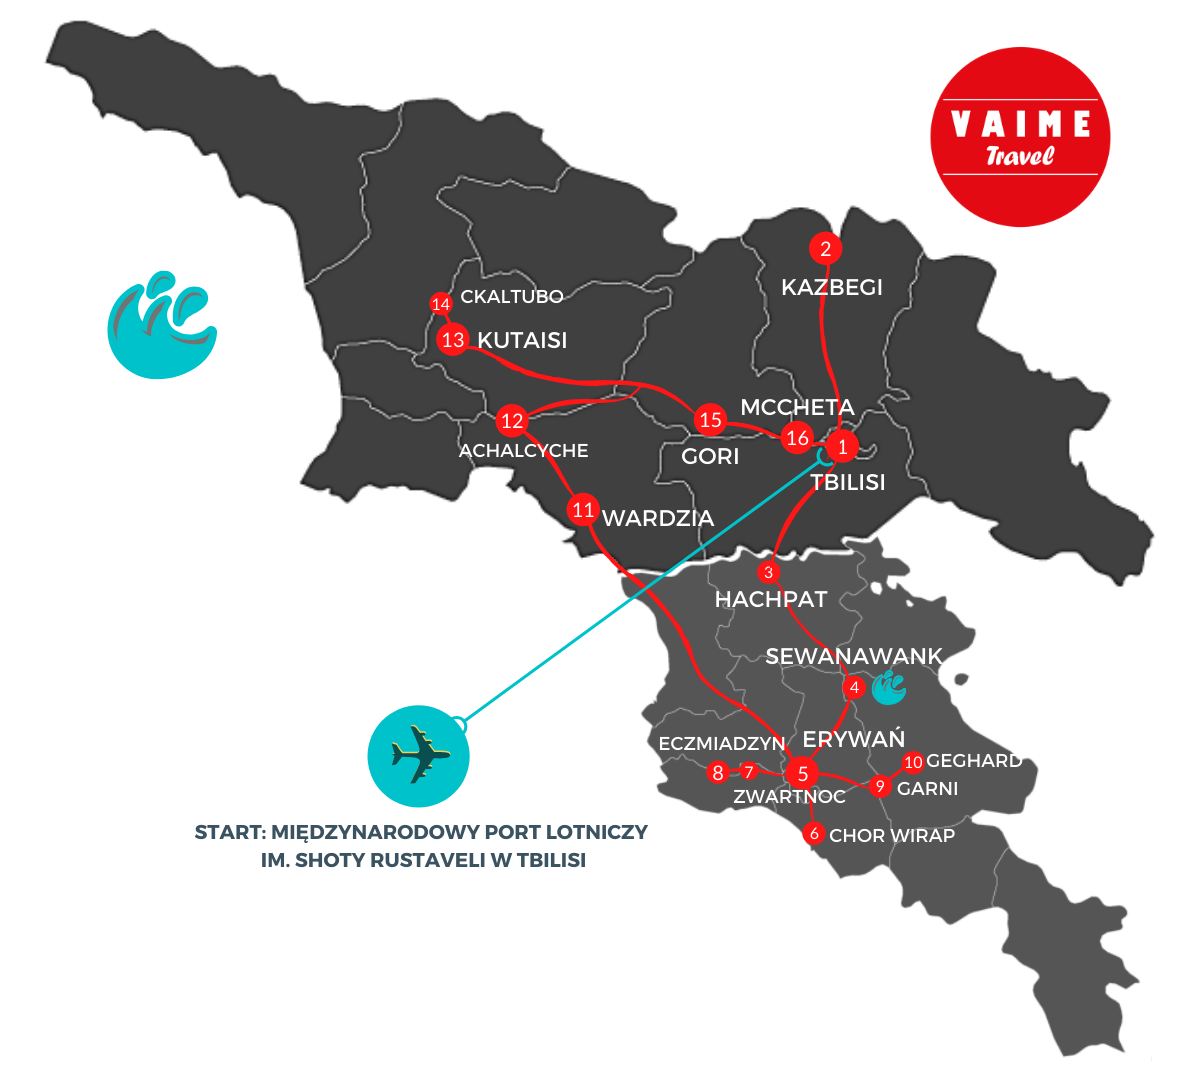 VAIME
Travel
2
KAZBEGI
14
CKALTUBO
13
KUTAISI
12
ACHALCYCHE
15
GORI
MCCHETA
16
1
TBILISI
11
WARDZIA
3
HACHPAT
SEWANAWANK
4
ERYWAŃ
5
ECZMIADZYN
8
7
ZWARTNOC
10
GEGHARD
9
GARNI
6
CHOR WIRAP
START: MIĘDZYNARODOWY PORT LOTNICZY
IM. SHOTY RUSTAVELI W TBILISI